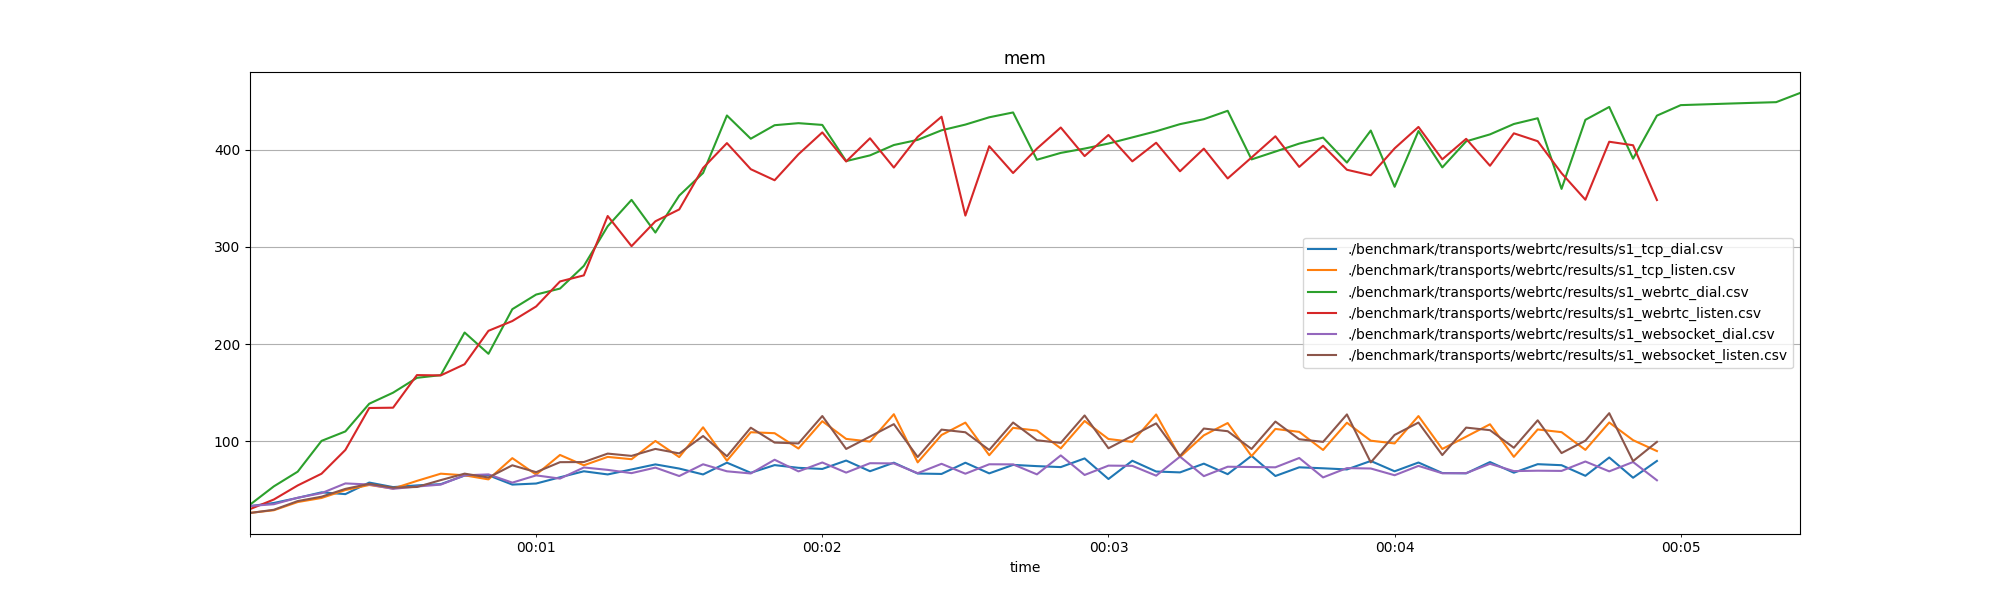 mem
400
300
200
100
./benchmark/transports/webrtc/results/s1_tcp_dial.csv
./benchmark/transports/webrtc/results/s1_tcp_listen.csv
./benchmark/transports/webrtc/results/s1_webrtc_dial.csv
./benchmark/transports/webrtc/results/s1_webrtc_listen.csv
./benchmark/transports/webrtc/results/s1_websocket_dial.csv
./benchmark/transports/webrtc/results/s1_websocket_listen.csv
00:01 00:02 00:03 00:04 00:05
time